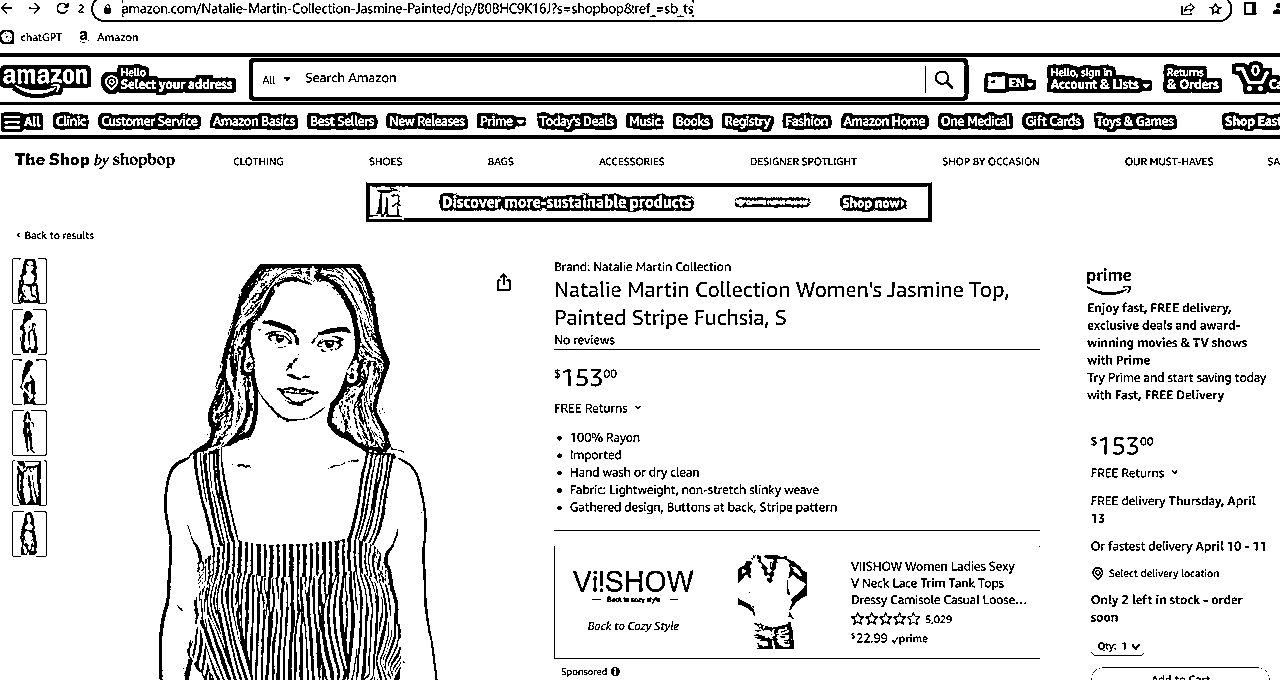 2
amazon.com/Natalie-Martin-Collection-Jasmine-Painted/dp/B0BHC9K16J?s=shopbop&ref_=sb_ts
chatGPT
Amazon
amazon
Hello
Select your address
All
Search Amazon
EN
Hello, sign in
Account & Lists
Returns
& Orders
0
All
Clinic
Customer Service
Amazon Basics
Best Sellers
New Releases
Prime
Today's Deals
Music
Books
Registry
Fashion
Amazon Home
One Medical
Gift Cards
Toys & Games
The Shop by shopbop
CLOTHING
SHOES
BAGS
ACCESSORIES
DESIGNER SPOTLIGHT
SHOP BY OCCASION
OUR MUST-HAVES
Discover more-sustainable products
Shop now›
‹ Back to results
Brand: Natalie Martin Collection
Natalie Martin Collection Women's Jasmine Top,
Painted Stripe Fuchsia, S
No reviews
$153 00
FREE Returns
• 100% Rayon
• Imported
• Hand wash or dry clean
• Fabric: Lightweight, non-stretch slinky weave
• Gathered design, Buttons at back, Stripe pattern
Vi!SHOW
Back to cozy style
Back to Cozy Style
VIISHOW Women Ladies Sexy
V Neck Lace Trim Tank Tops
Dressy Camisole Casual Loose...
5,029
$22.99 prime
Sponsored
prime
Enjoy fast, FREE delivery,
exclusive deals and award-
winning movies & TV shows
with Prime
Try Prime and start saving today
with Fast, FREE Delivery
$153 00
FREE Returns
FREE delivery Thursday, April
13
Or fastest delivery April 10 - 11
Select delivery location
Only 2 left in stock - order
soon
Qty: 1
Add to Cart